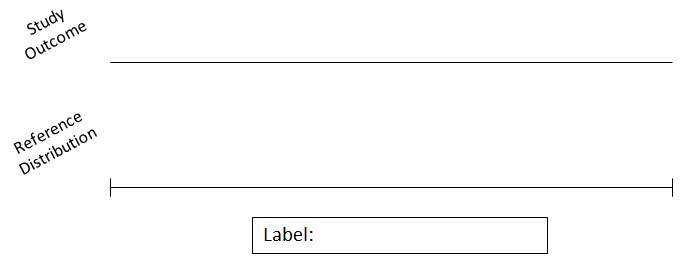 Study
Outcome
Reference
Distribution
Label: